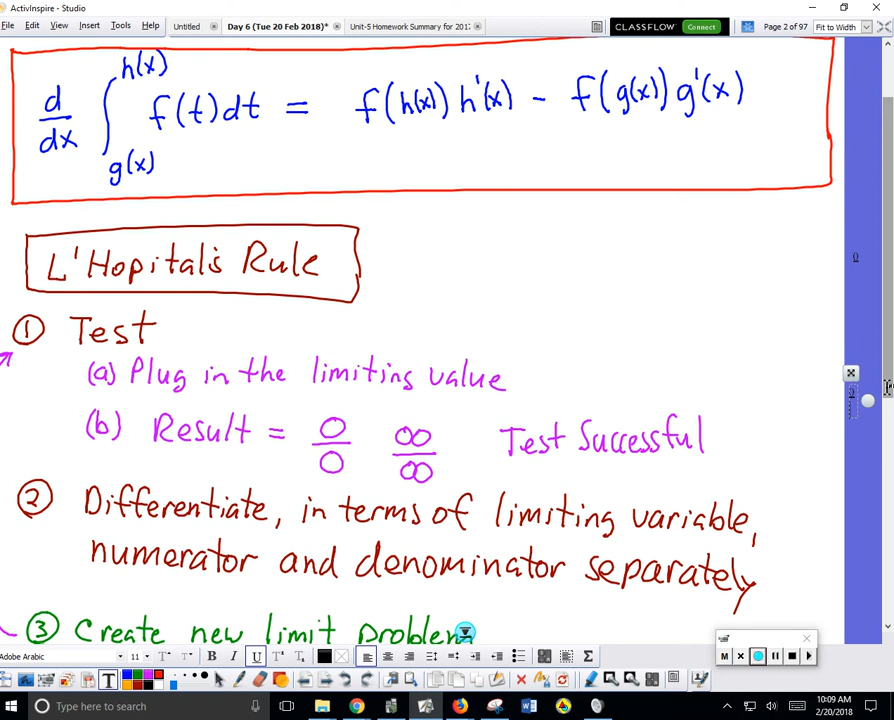 ActivInspire - Studio
File Edit View Insert Tools Help
Untitled Day 6 (Tue 20 Feb 2018)* Unit-5 Homework Summary for 2017 CLASSFLOW Connect Page 2 of 97 Fit to Width
d/dx ∫_{g(x)}^{h(x)} f(t)dt = f(h(x)) h'(x) - f(g(x)) g'(x)
L'Hopital's Rule
① Test
(a) Plug in the limiting value
(b) Result = 0/0 ∞/∞ Test Successful
② Differentiate, in terms of limiting variable,
numerator and denominator separately
③ Create new limit problem
Adobe Arabic 11 B I U
Type here to search
10:09 AM
2/20/2018